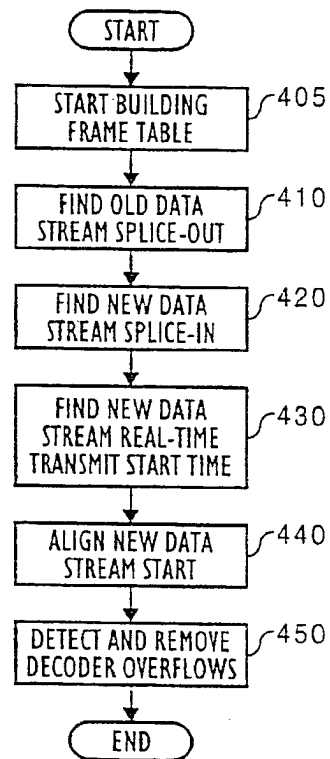 START
START BUILDING
FRAME TABLE
405
FIND OLD DATA
STREAM SPLICE-OUT
410
FIND NEW DATA
STREAM SPLICE-IN
420
FIND NEW DATA
STREAM REAL-TIME
TRANSMIT START TIME
430
ALIGN NEW DATA
STREAM START
440
DETECT AND REMOVE
DECODER OVERFLOWS
450
END